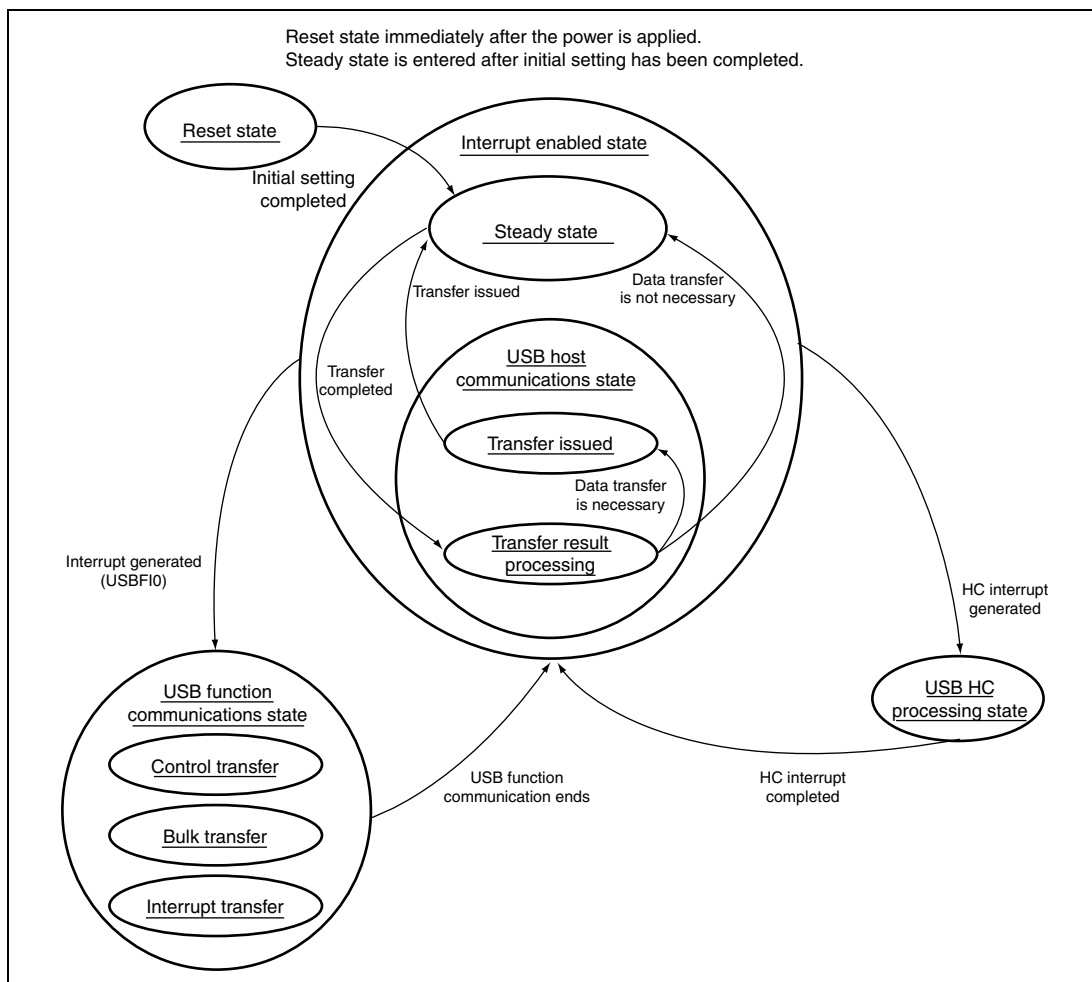 Reset state immediately after the power is applied.
Steady state is entered after initial setting has been completed.
Reset state
Interrupt enabled state
Initial setting
completed
Steady state
Transfer issued
Data transfer
is not necessary
USB host
communications state
Transfer
completed
Transfer issued
Data transfer
is necessary
Transfer result
processing
Interrupt generated
(USBFI0)
HC interrupt
generated
USB function
communications state
USB HC
processing state
Control transfer
USB function
communication ends
HC interrupt
completed
Bulk transfer
Interrupt transfer